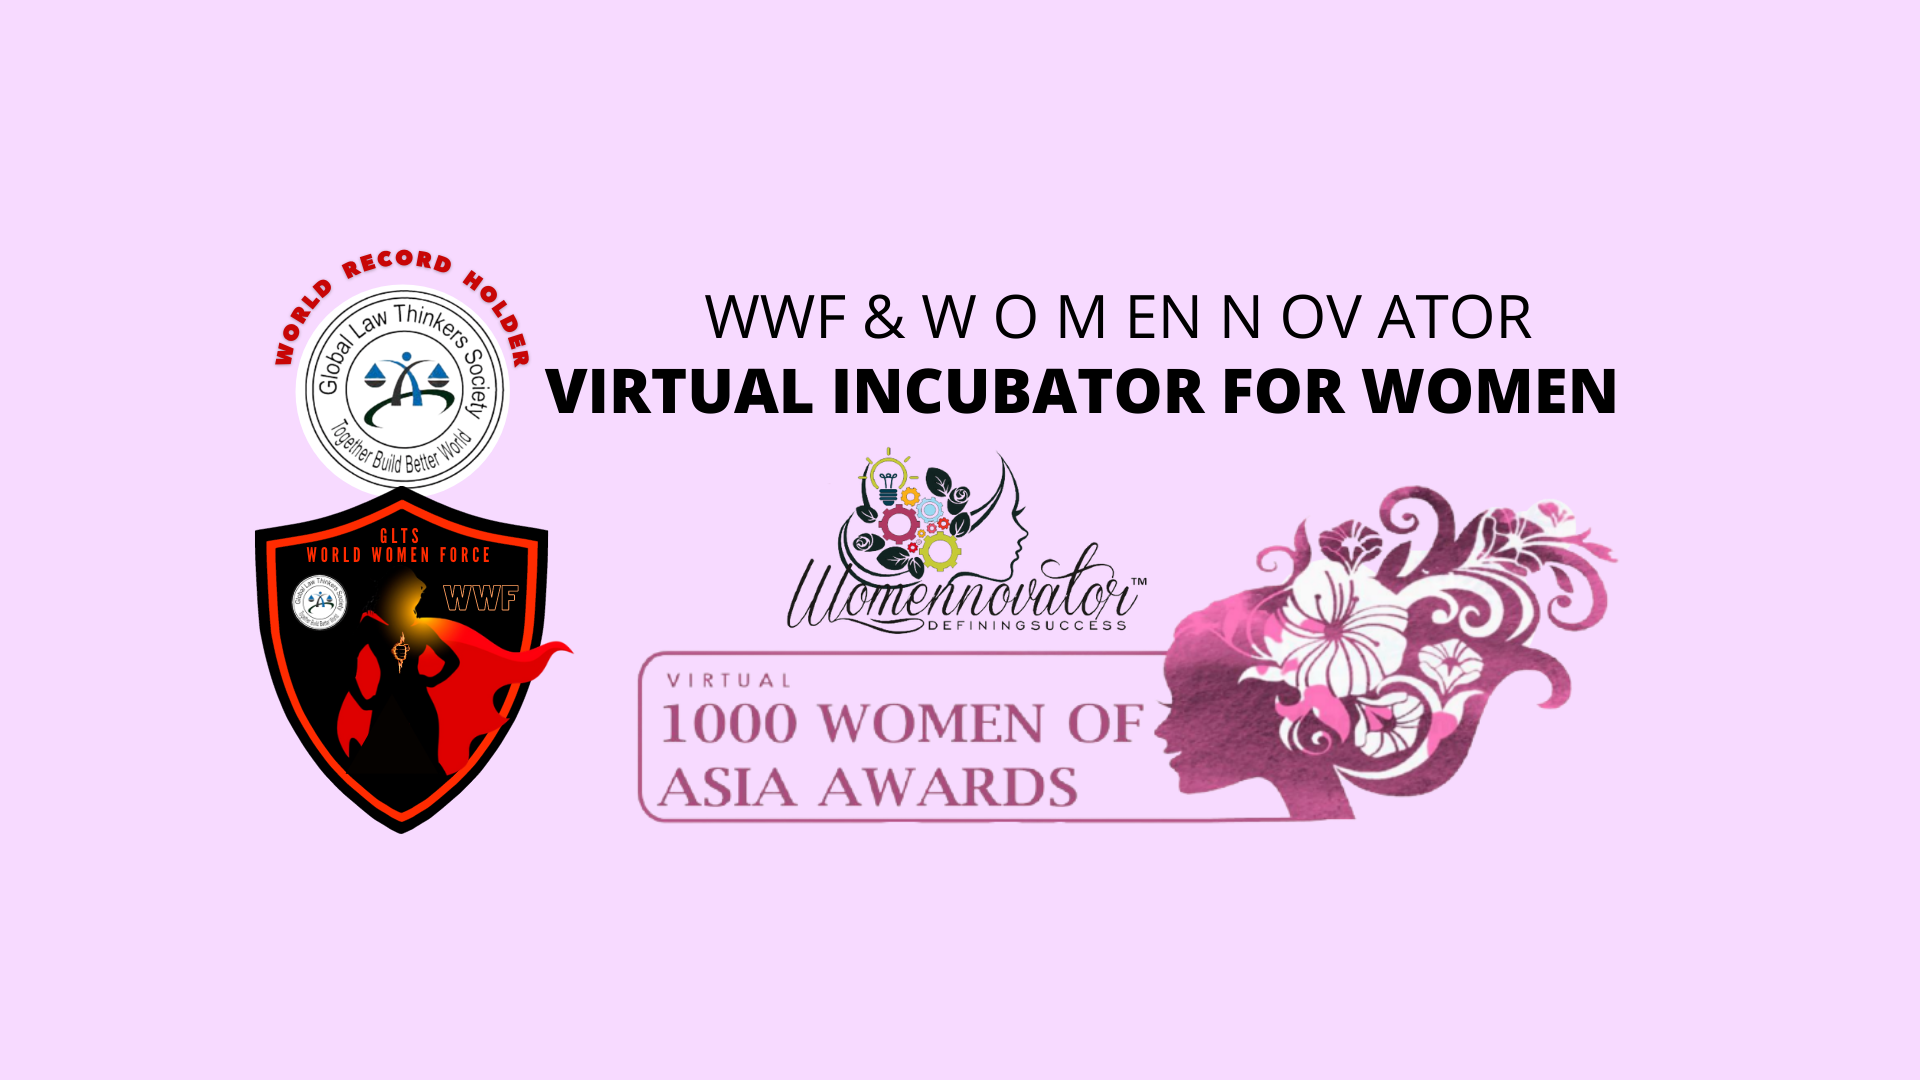 WORLD RECORD HOLDER
Global Law Thinkers Society
Together Build Better World
GLTS
WORLD WOMEN FORCE
Global Law Thinkers Society
Together Build Better World
WWF
WWF & W O M EN N OV ATOR
VIRTUAL INCUBATOR FOR WOMEN
Womennovator™
DEFINING SUCCESS
VIRTUAL
1000 WOMEN OF
ASIA AWARDS